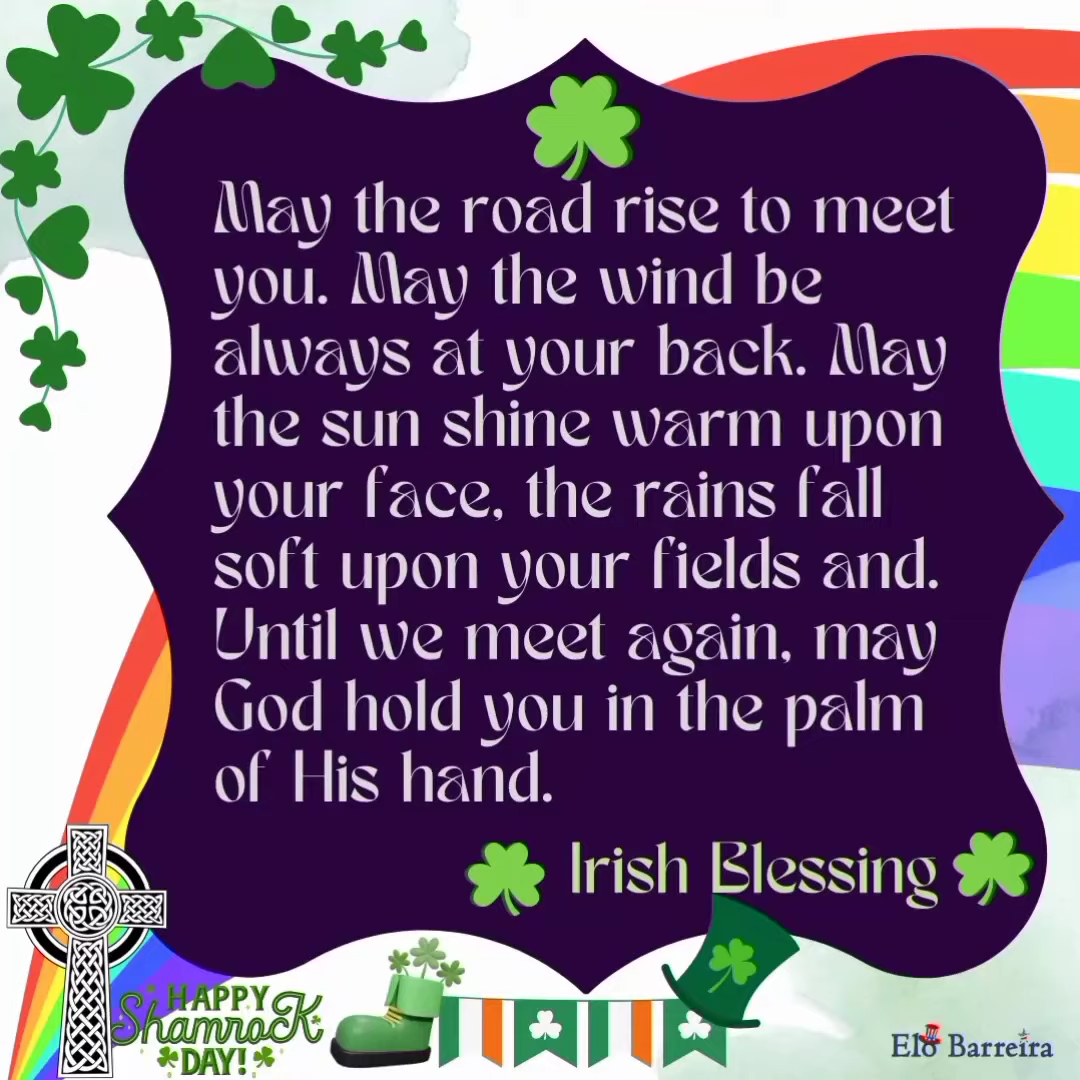 May the road rise to meet
you. May the wind be
always at your back. May
the sun shine warm upon
your face, the rains fall
soft upon your fields and.
Until we meet again, may
God hold you in the palm
of His hand.
Irish Blessing
HAPPY
ShamrocK
DAY!
Elo Barreira